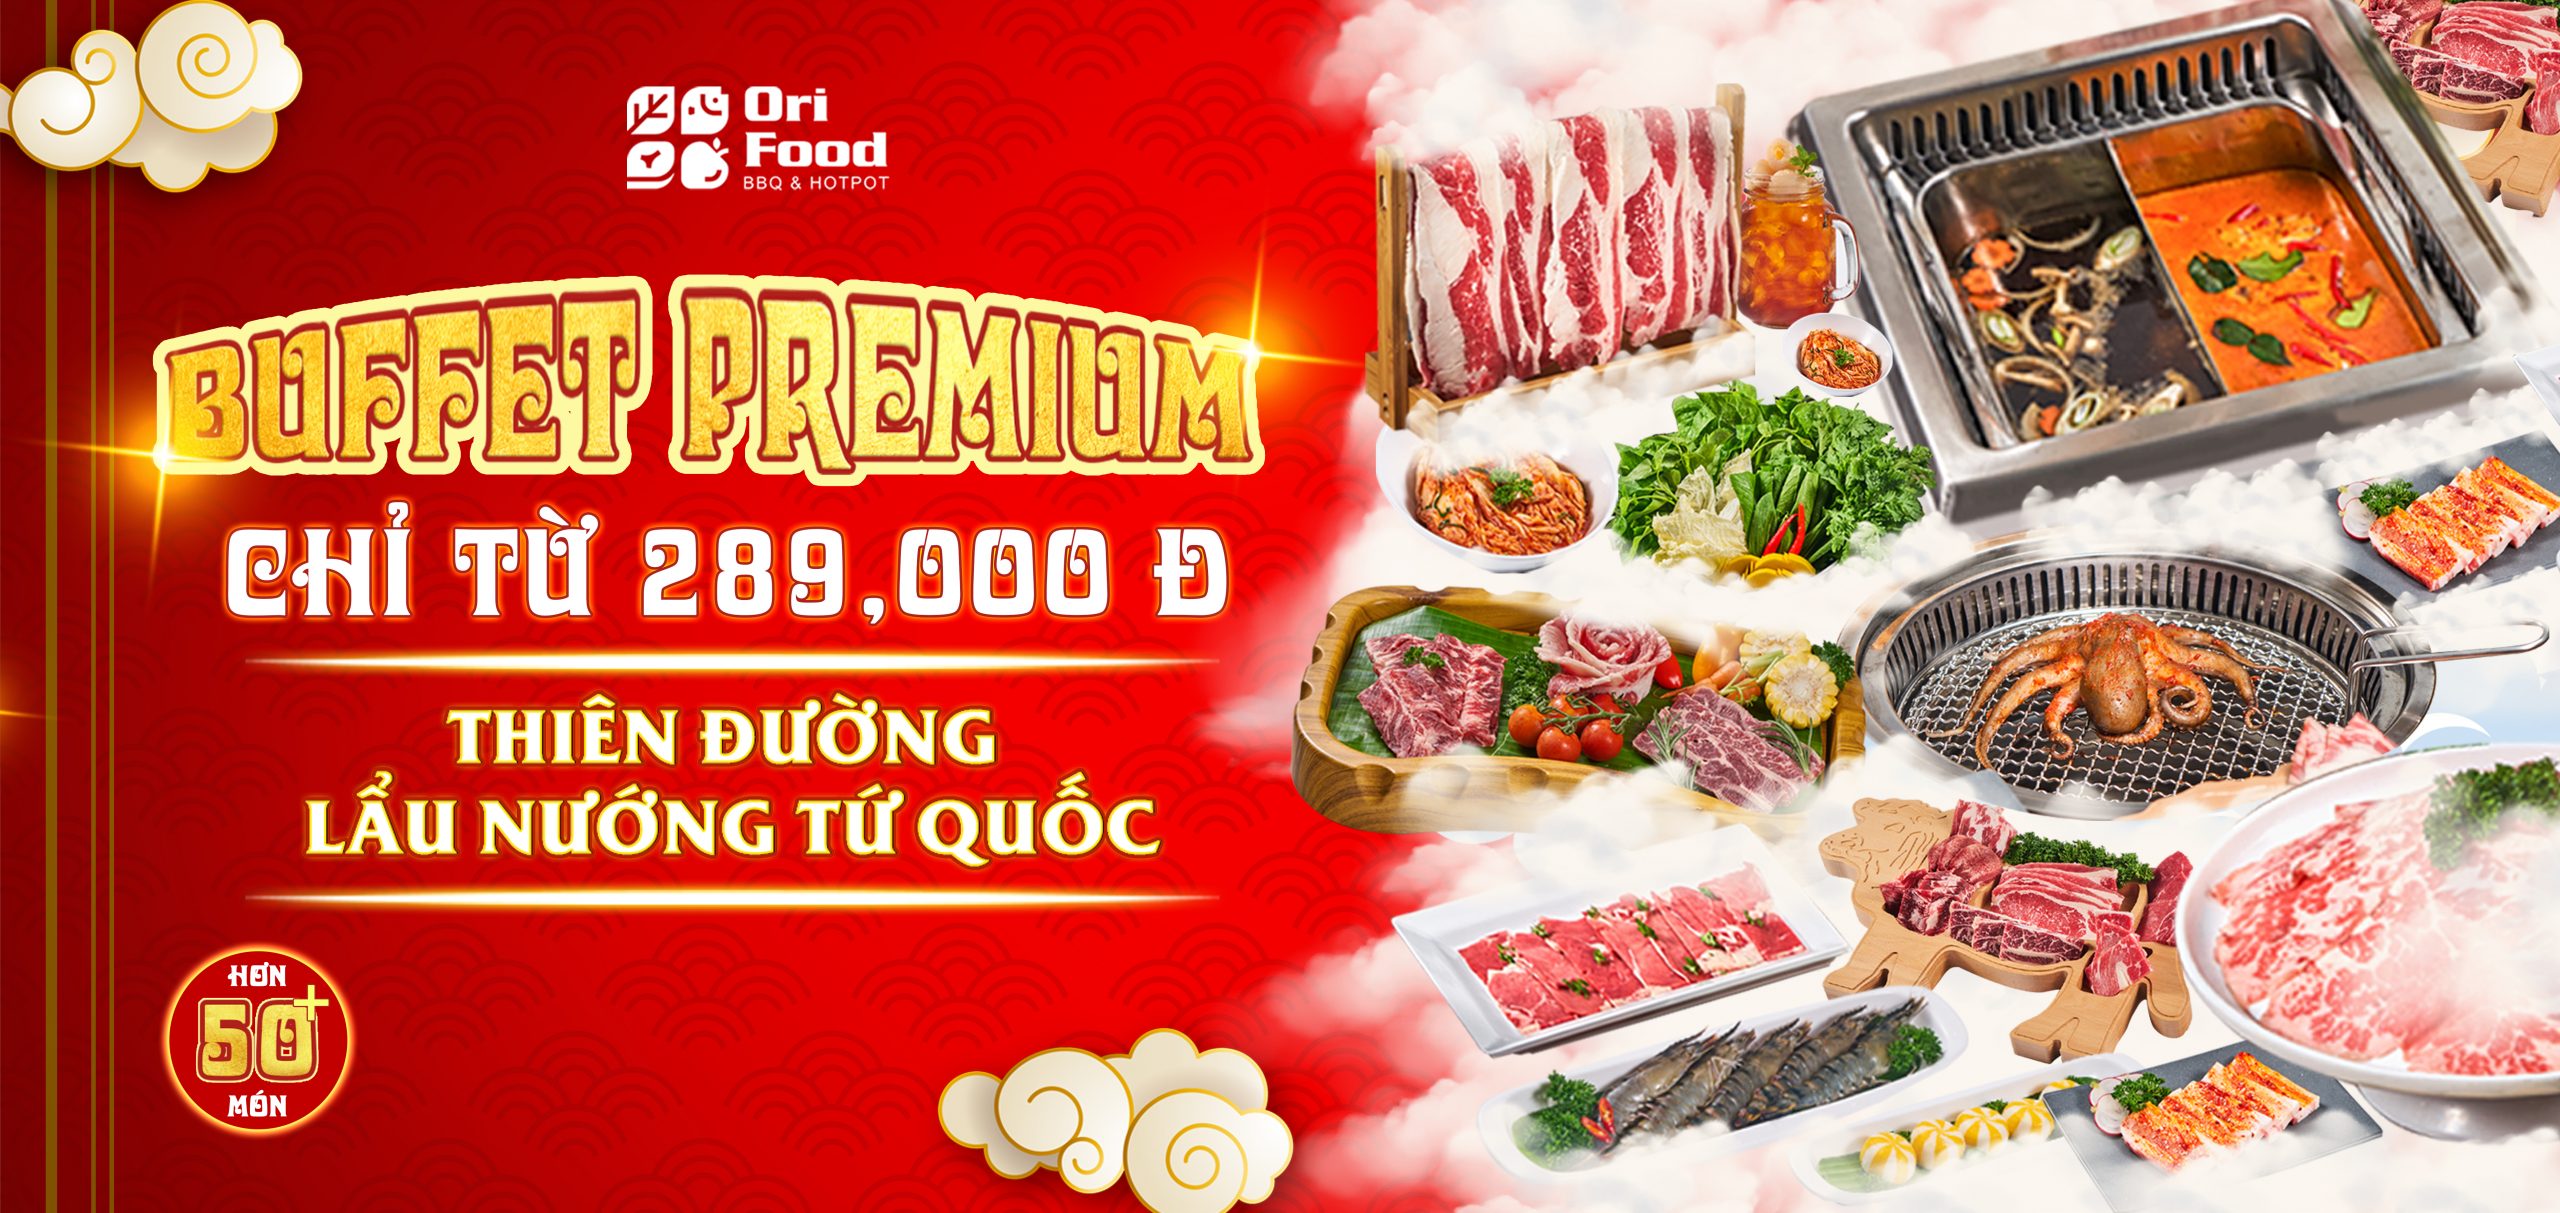 Ori
Food
BBQ & HOTPOT
BUFFET PREMIUM
CHỈ TỪ 289,000 Đ
THIÊN ĐƯỜNG
LẨU NƯỚNG TỨ QUỐC
HƠN
50+
MÓN